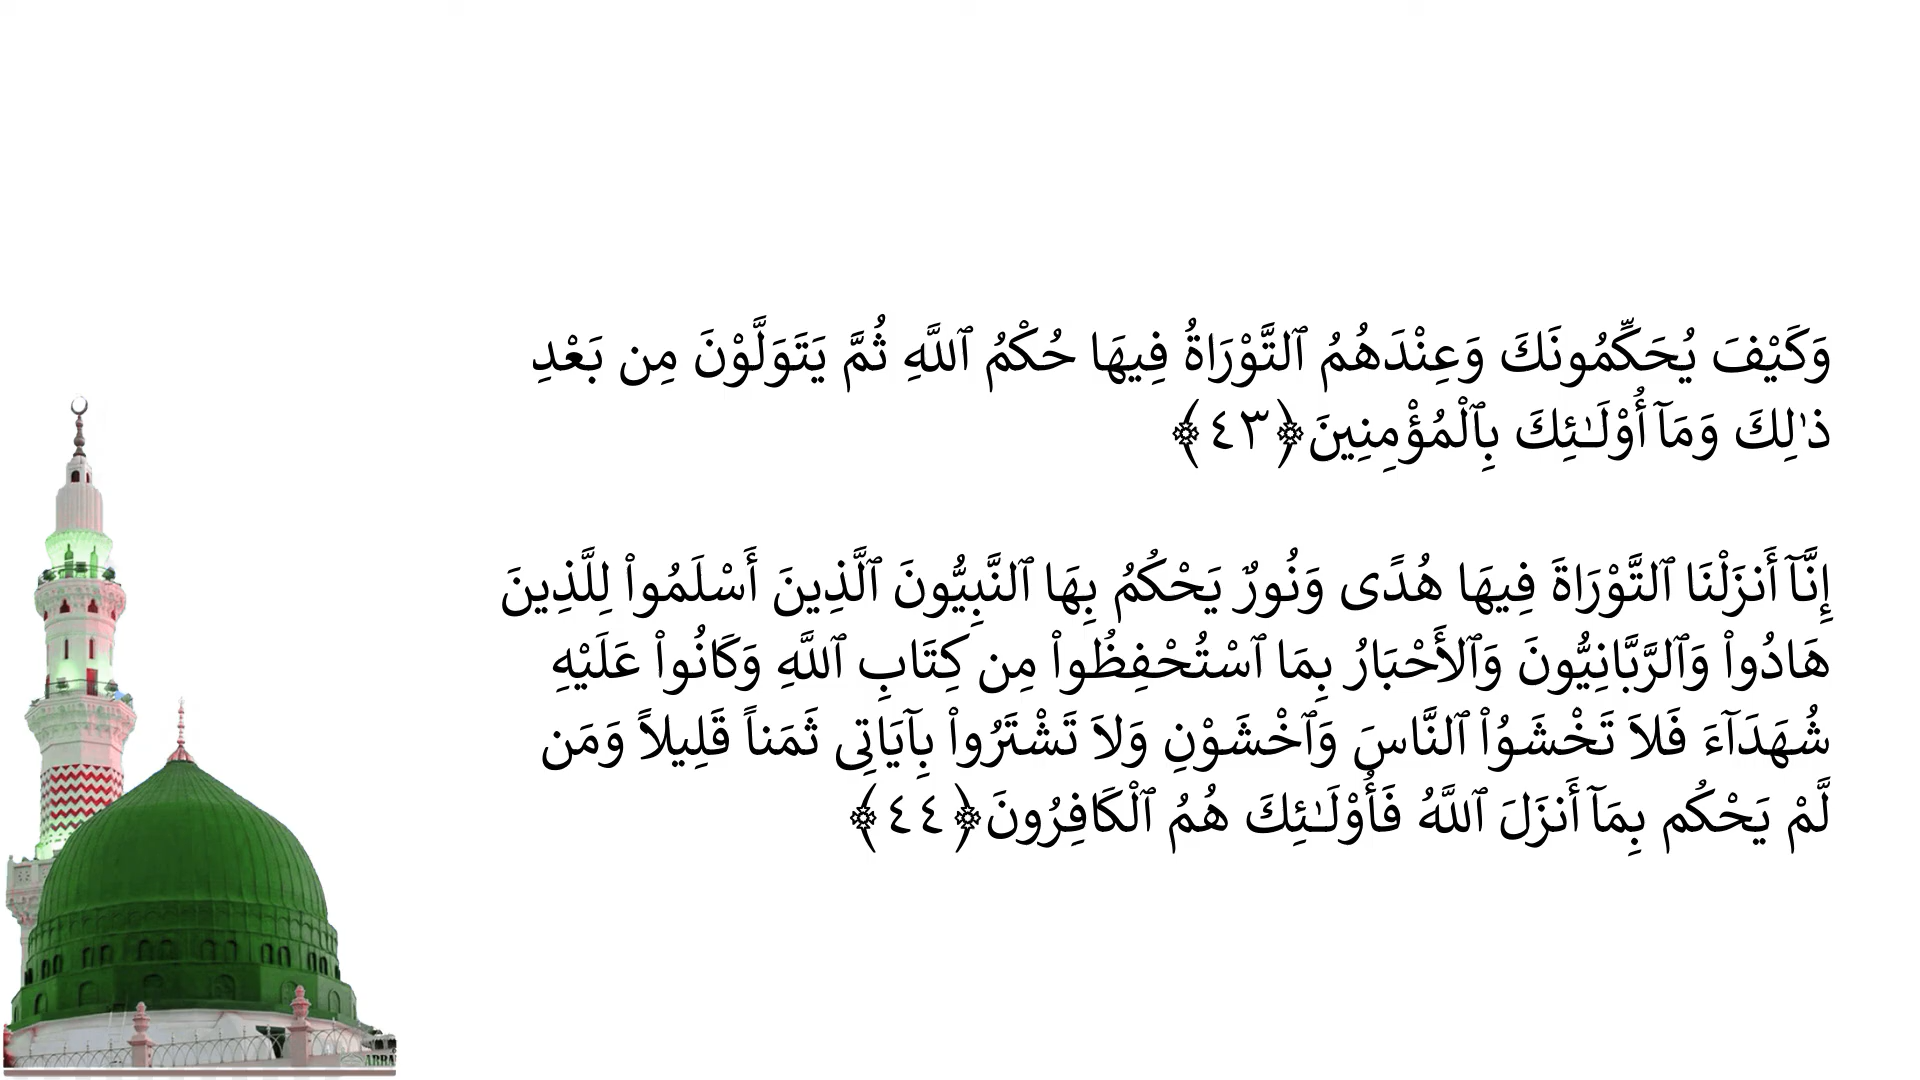 وَكَيْفَ يُحَكِّمُونَكَ وَعِنْدَهُمُ ٱلتَّوْرَاةُ فِيهَا حُكْمُ ٱللَّهِ ثُمَّ يَتَوَلَّوْنَ مِن بَعْدِ
ذٰلِكَ وَمَآ أُوْلَـٰئِكَ بِٱلْمُؤْمِنِينَ﴿٤٣﴾
إِنَّآ أَنزَلْنَا ٱلتَّوْرَاةَ فِيهَا هُدًى وَنُورٌ يَحْكُمُ بِهَا ٱلنَّبِيُّونَ ٱلَّذِينَ أَسْلَمُواْ لِلَّذِينَ
هَادُواْ وَٱلرَّبَّانِيُّونَ وَٱلأَحْبَارُ بِمَا ٱسْتُحْفِظُواْ مِن كِتَابِ ٱللَّهِ وَكَانُواْ عَلَيْهِ
شُهَدَآءَ فَلاَ تَخْشَوُاْ ٱلنَّاسَ وَٱخْشَوْنِ وَلاَ تَشْتَرُواْ بِآيَاتِى ثَمَناً قَلِيلاً وَمَن
لَّمْ يَحْكُم بِمَآ أَنزَلَ ٱللَّهُ فَأُوْلَـٰئِكَ هُمُ ٱلْكَافِرُونَ﴿٤٤﴾